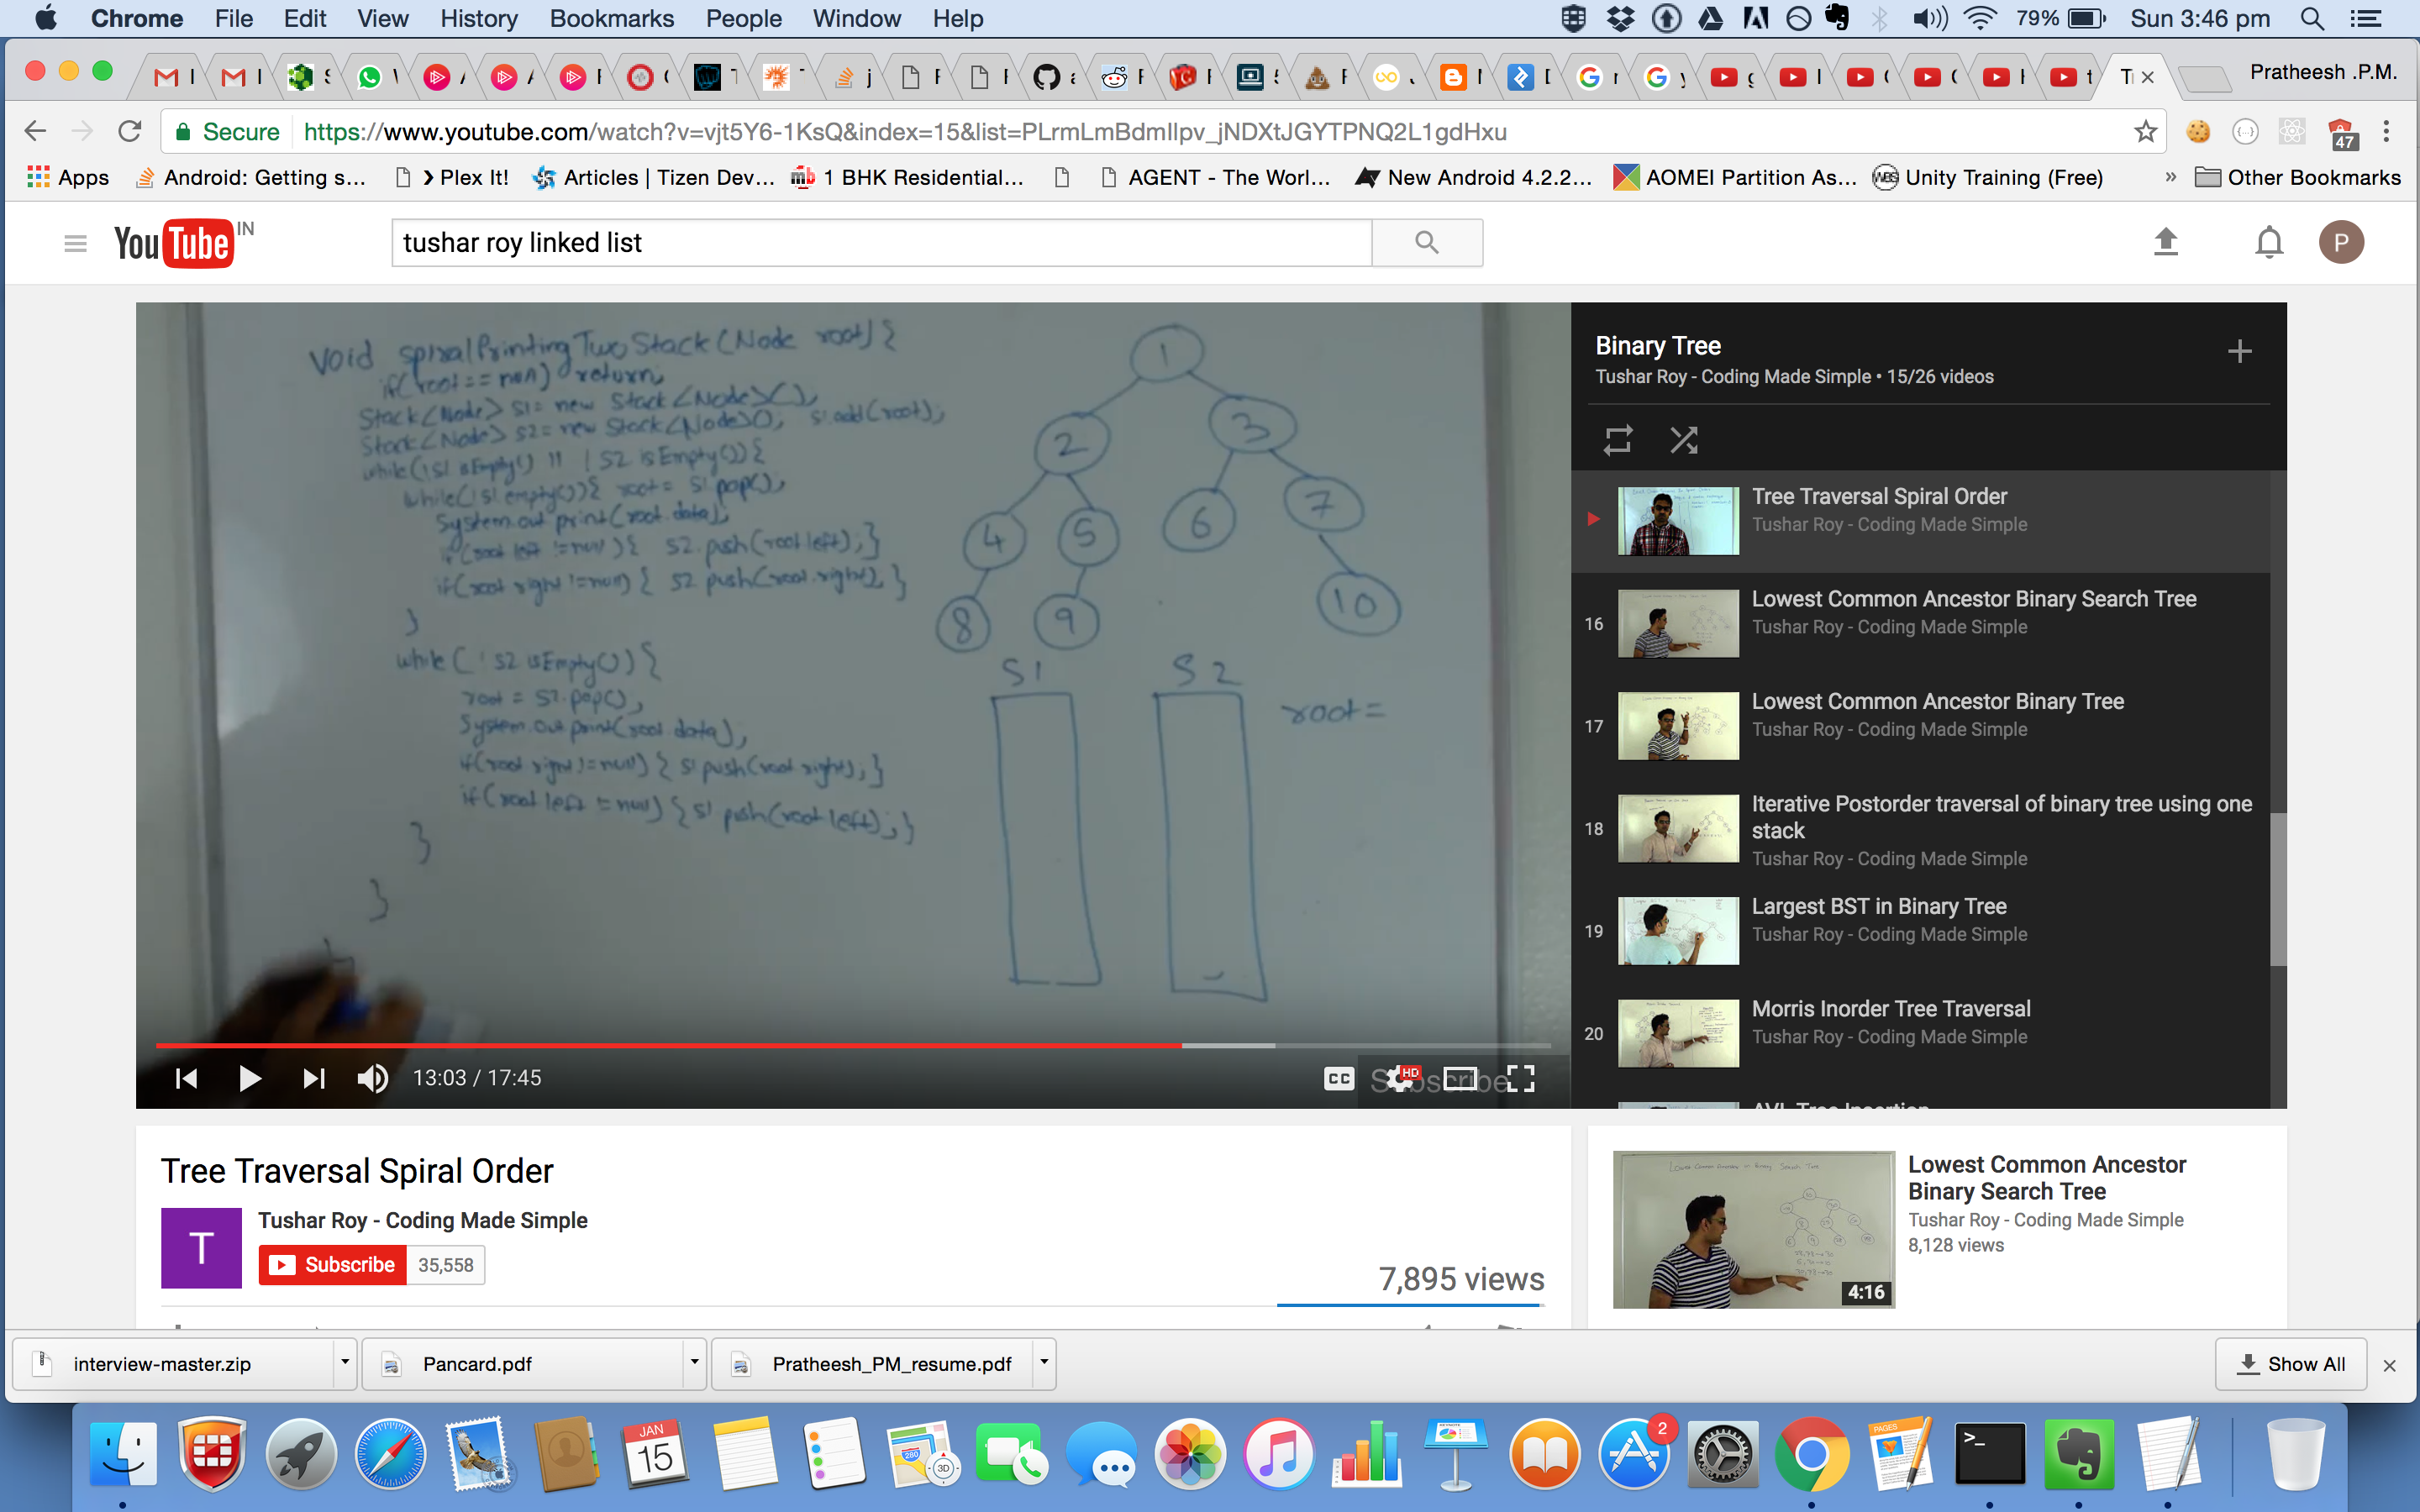 Chrome File Edit View History Bookmarks People Window Help
79% Sun 3:46 pm
Pratheesh .P.M.
Secure https://www.youtube.com/watch?v=vjt5Y6-1KsQ&index=15&list=PLrmLmBdmIlpv_jNDXtJGYTPNQ2L1gdHxu
47
Apps Android: Getting s... › Plex It! Articles | Tizen Dev... 1 BHK Residential... AGENT - The Worl... New Android 4.2.2... AOMEI Partition As... Unity Training (Free) » Other Bookmarks
YouTube IN
tushar roy linked list
P
void spiralPrintingTwoStack(Node root){
if(root == null) return;
Stack<Node> s1= new Stack<Node>();
Stack<Node> s2= new Stack<Node>(); s1.add(root);
while(!s1.isEmpty() || !s2.isEmpty()){
while(!s1.empty()){ root= s1.pop();
System.out.print(root.data);
if(root.left !=null){ s2.push(root.left);}
if(root.right !=null) { s2.push(root.right);}
}
while(!s2.isEmpty()){
root = s2.pop();
System.out.print(root.data);
if(root.right !=null) { s1.push(root.right);}
if(root.left != null) { s1.push(root.left);}
}
}
1
2 3
4 5 6 7
8 9 10
S1 S2
root=
13:03 / 17:45
CC HD
Subscribe
Binary Tree
Tushar Roy - Coding Made Simple • 15/26 videos
Tree Traversal Spiral Order
Tushar Roy - Coding Made Simple
16 Lowest Common Ancestor Binary Search Tree
Tushar Roy - Coding Made Simple
17 Lowest Common Ancestor Binary Tree
Tushar Roy - Coding Made Simple
18 Iterative Postorder traversal of binary tree using one
stack
Tushar Roy - Coding Made Simple
19 Largest BST in Binary Tree
Tushar Roy - Coding Made Simple
20 Morris Inorder Tree Traversal
Tushar Roy - Coding Made Simple
AVL Tree Insertion
Tree Traversal Spiral Order
T
Tushar Roy - Coding Made Simple
Subscribe 35,558
7,895 views
Lowest Common Ancestor in Binary Search Tree
4:16
Lowest Common Ancestor
Binary Search Tree
Tushar Roy - Coding Made Simple
8,128 views
interview-master.zip Pancard.pdf Pratheesh_PM_resume.pdf Show All
JAN
15
280
3D
2
PAGES
>_